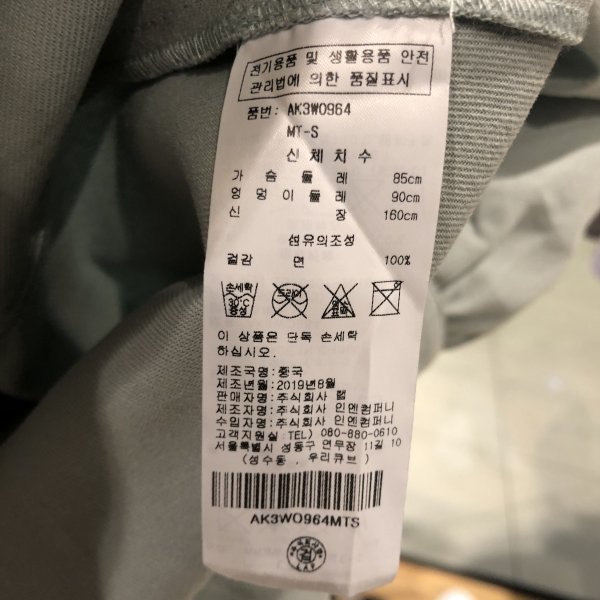 전기용품 및 생활용품 안전
관리법에 의한 품질표시
품번: AK3WO964
MT-S
신체치수
가슴둘레 85cm
엉덩이둘레 90cm
신장 160cm
섬유의조성
겉감 면 100%
손세탁 30℃ 중성
드라이
이 상품은 단독 손세탁
하십시오.
제조국명:중국
제조년월:2019년8월
판매자명:주식회사 랩
제조자명:주식회사 인엔컴퍼니
수입자명:주식회사 인엔컴퍼니
고객지원실 TEL) 080-880-0610
서울특별시 성동구 연무장 11길 10
(성수동, 우리큐브)
AK3WO964MTS
LAP